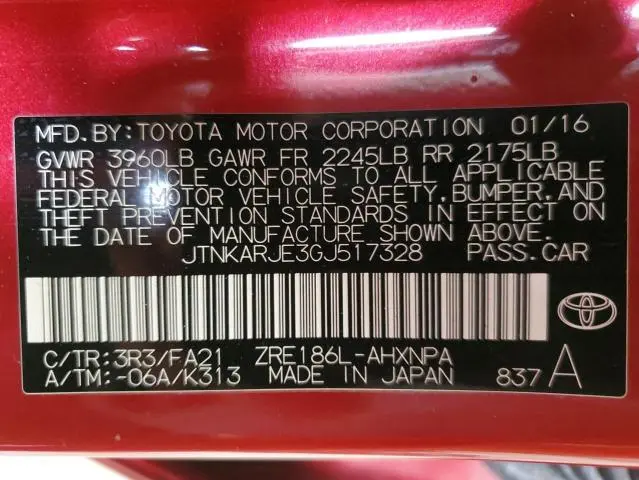 MFD.BY:TOYOTA MOTOR CORPORATION 01/16
GVWR 3960LB GAWR FR 2245LB RR 2175LB
THIS VEHICLE CONFORMS TO ALL APPLICABLE
FEDERAL MOTOR VEHICLE SAFETY,BUMPER,AND
THEFT PREVENTION STANDARDS IN EFFECT ON
THE DATE OF MANUFACTURE SHOWN ABOVE.
JTNKARJE3GJ517328 PASS.CAR
C/TR:3R3/FA21 ZRE186L-AHXNPA
A/TM:-06A/K313 MADE IN JAPAN 837 A